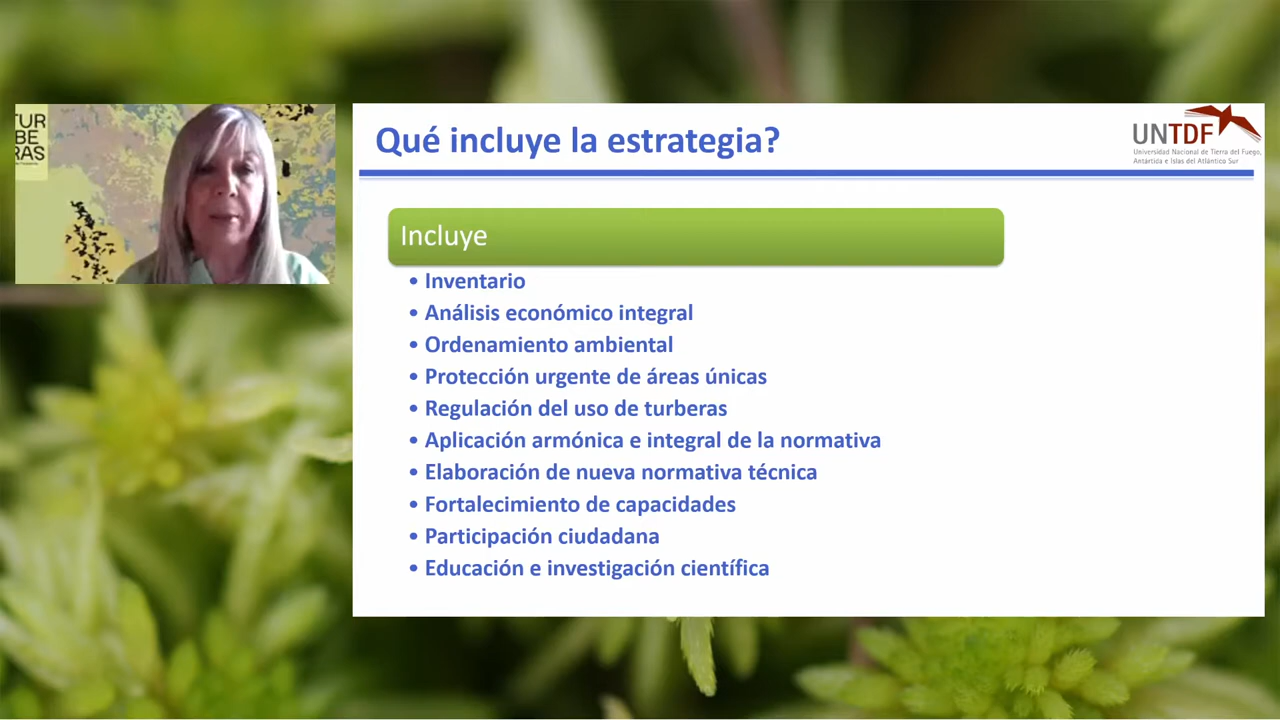 TUR
BE
RAS
Qué incluye la estrategia?
UNTDF
Universidad Nacional de Tierra del Fuego,
Antártida e Islas del Atlántico Sur
Incluye
• Inventario
• Análisis económico integral
• Ordenamiento ambiental
• Protección urgente de áreas únicas
• Regulación del uso de turberas
• Aplicación armónica e integral de la normativa
• Elaboración de nueva normativa técnica
• Fortalecimiento de capacidades
• Participación ciudadana
• Educación e investigación científica